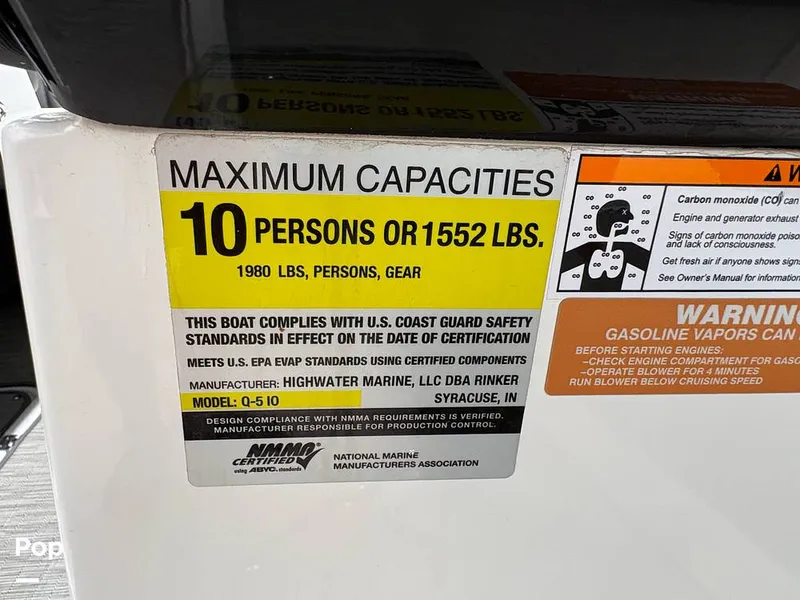 MAXIMUM CAPACITIES
10 PERSONS OR 1552 LBS.
1980 LBS, PERSONS, GEAR
THIS BOAT COMPLIES WITH U.S. COAST GUARD SAFETY
STANDARDS IN EFFECT ON THE DATE OF CERTIFICATION
MEETS U.S. EPA EVAP STANDARDS USING CERTIFIED COMPONENTS
MANUFACTURER: HIGHWATER MARINE, LLC DBA RINKER
MODEL: Q-5 IO SYRACUSE, IN
DESIGN COMPLIANCE WITH NMMA REQUIREMENTS IS VERIFIED.
MANUFACTURER RESPONSIBLE FOR PRODUCTION CONTROL.
NMMA®
CERTIFIED
using ABYC. standards
NATIONAL MARINE
MANUFACTURERS ASSOCIATION
Carbon monoxide (CO) can
Engine and generator exhaust
Signs of carbon monoxide
and lack of consciousness.
Get fresh air if anyone shows
See Owner's Manual for
WARNING
GASOLINE VAPORS CAN
BEFORE STARTING ENGINES:
–CHECK ENGINE COMPARTMENT FOR
–OPERATE BLOWER FOR 4 MINUTES
RUN BLOWER BELOW CRUISING SPEED
Pop